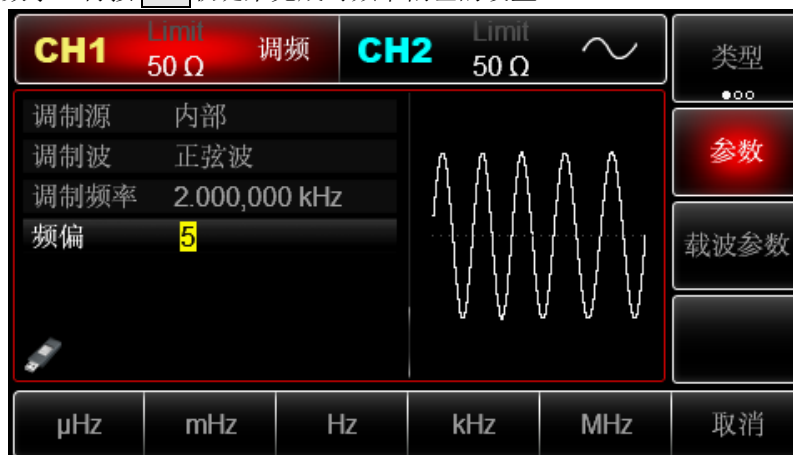 CH1 Limit 50 Ω 调频 CH2 Limit 50 Ω
类型
调制源 内部
调制波 正弦波
参数
调制频率 2.000,000 kHz
频偏 5
载波参数
μHz mHz Hz kHz MHz 取消